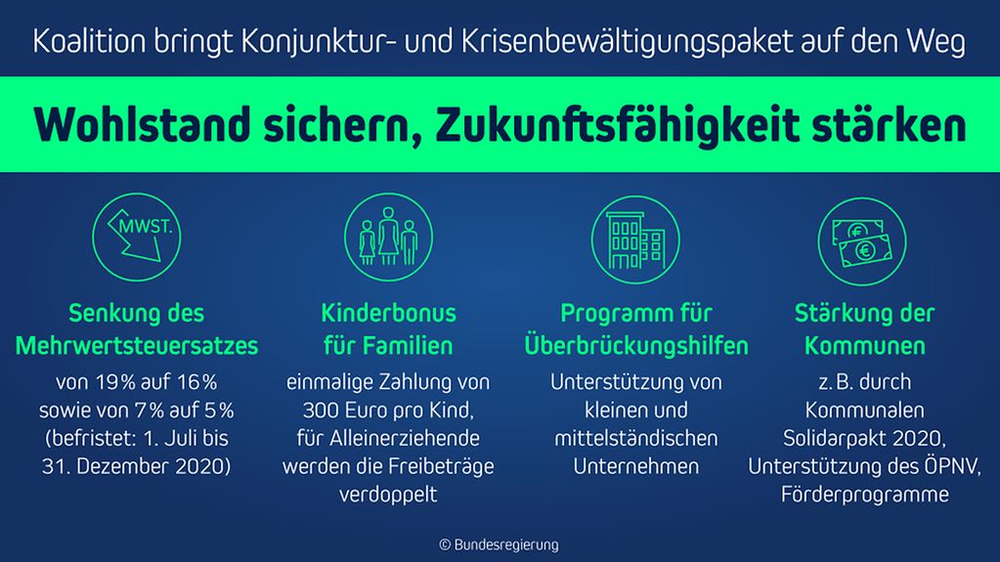 Koalition bringt Konjunktur- und Krisenbewältigungspaket auf den Weg
Wohlstand sichern, Zukunftsfähigkeit stärken
MWST.
Senkung des
Mehrwertsteuersatzes
von 19% auf 16%
sowie von 7% auf 5%
(befristet: 1. Juli bis
31. Dezember 2020)
Kinderbonus
für Familien
einmalige Zahlung von
300 Euro pro Kind,
für Alleinerziehende
werden die Freibeträge
verdoppelt
Programm für
Überbrückungshilfen
Unterstützung von
kleinen und
mittelständischen
Unternehmen
€
€
Stärkung der
Kommunen
z. B. durch
Kommunalen
Solidarpakt 2020,
Unterstützung des ÖPNV,
Förderprogramme
© Bundesregierung